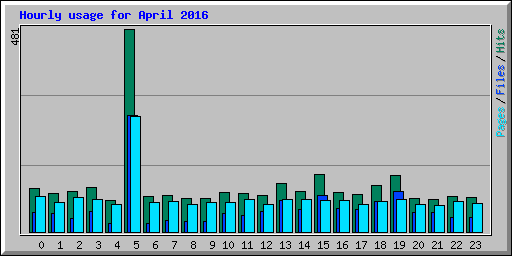 Hourly usage for April 2016
481
Pages/Files/Hits
0 1 2 3 4 5 6 7 8 9 10 11 12 13 14 15 16 17 18 19 20 21 22 23